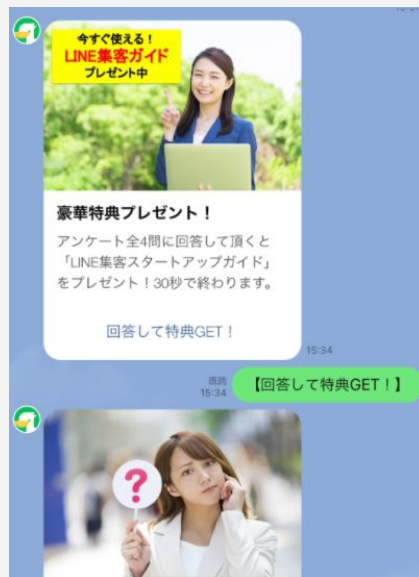 今すぐ使える！
LINE集客ガイド
プレゼント中
豪華特典プレゼント！
アンケート全4問に回答して頂くと
「LINE集客スタートアップガイド」
をプレゼント！30秒で終わります。
回答して特典GET！
15:34
既読
15:34
【回答して特典GET！】
?